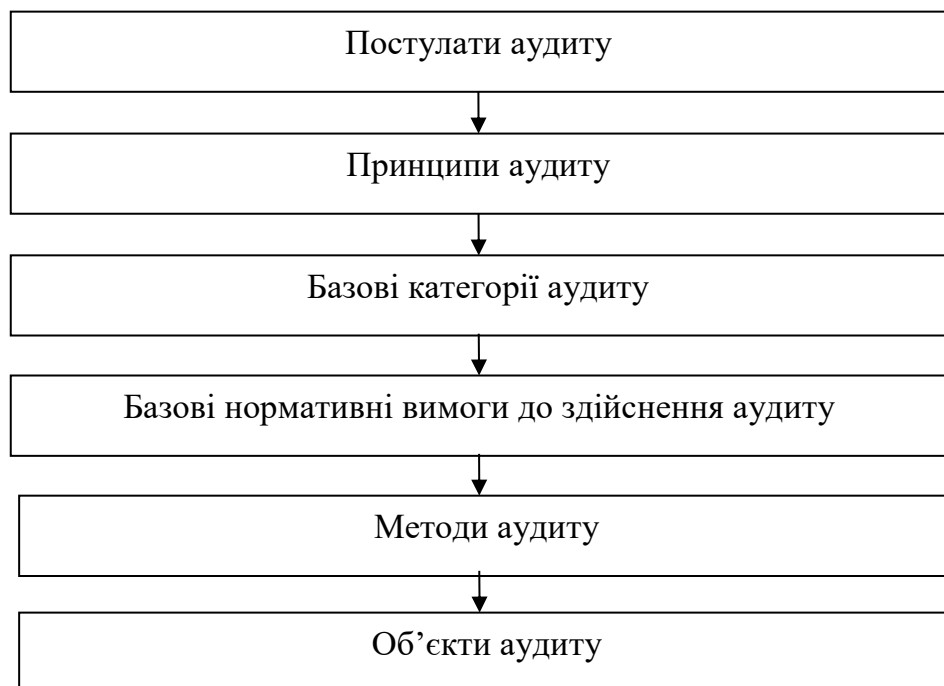 Постулати аудиту
Принципи аудиту
Базові категорії аудиту
Базові нормативні вимоги до здійснення аудиту
Методи аудиту
Об’єкти аудиту